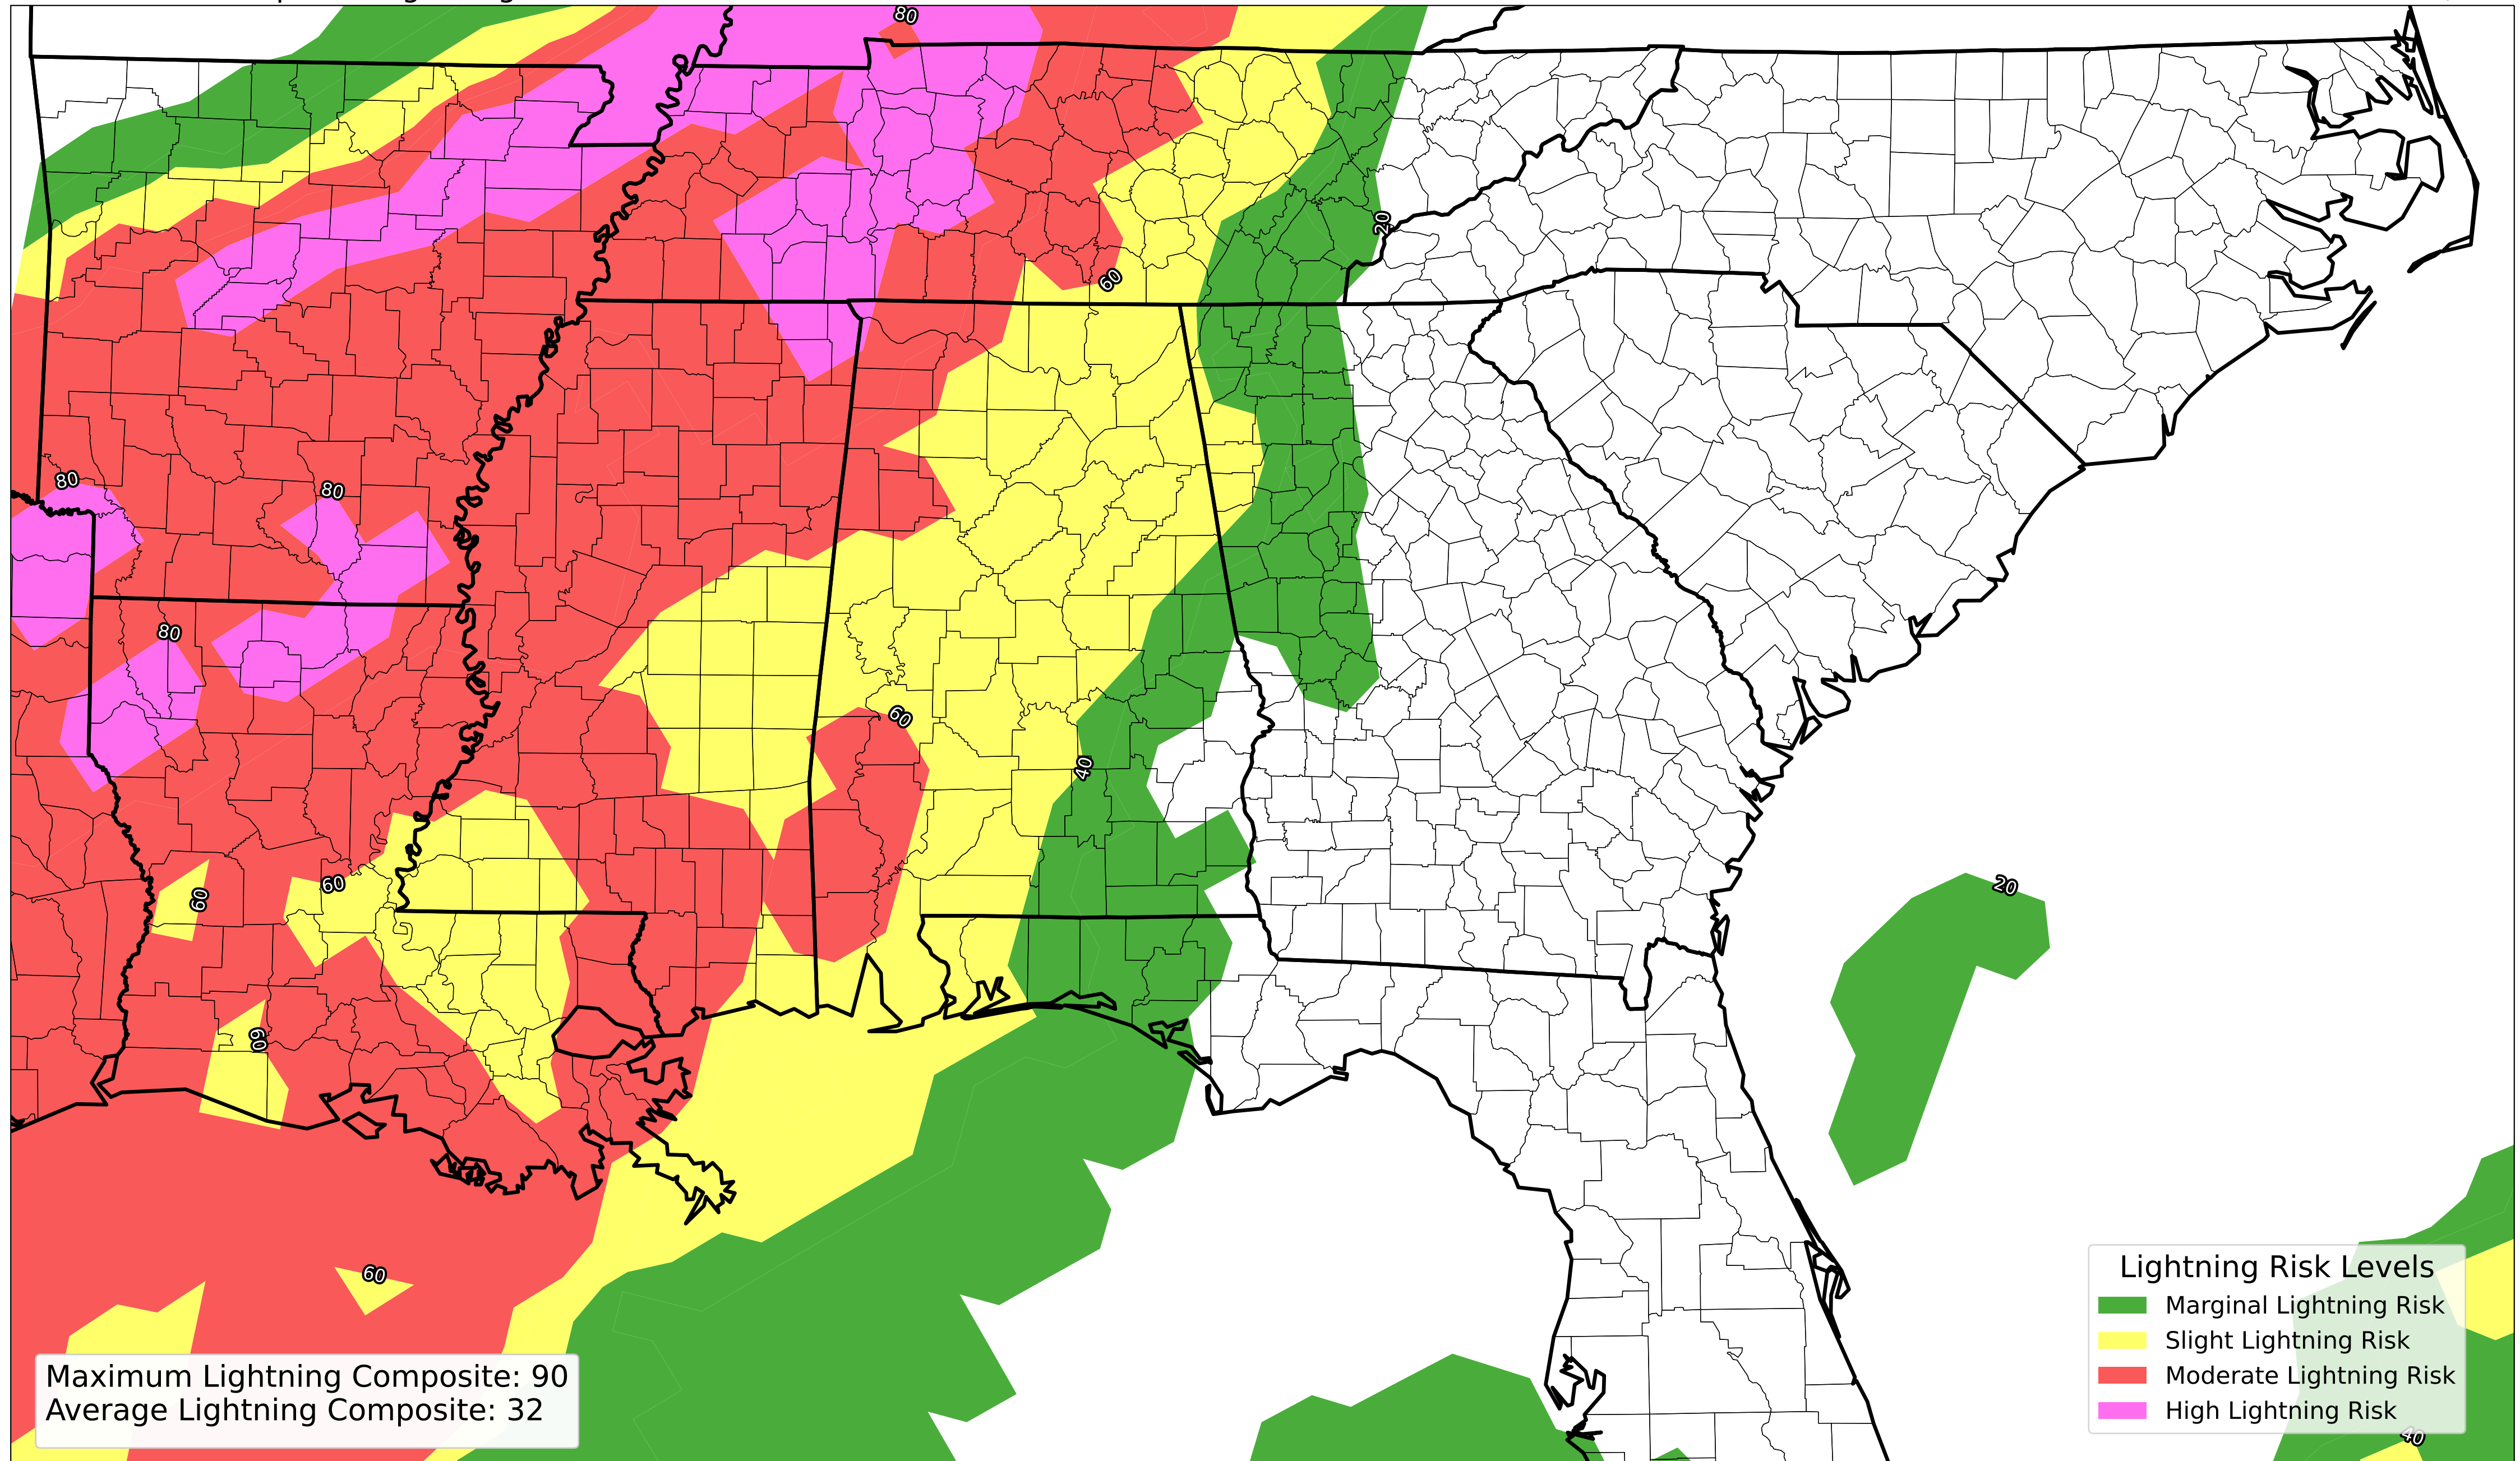 80
20
60
80
80
80
60
40
60
60
20
60
60
Lightning Risk Levels
Marginal Lightning Risk
Slight Lightning Risk
Moderate Lightning Risk
High Lightning Risk
40
Maximum Lightning Composite: 90
Average Lightning Composite: 32